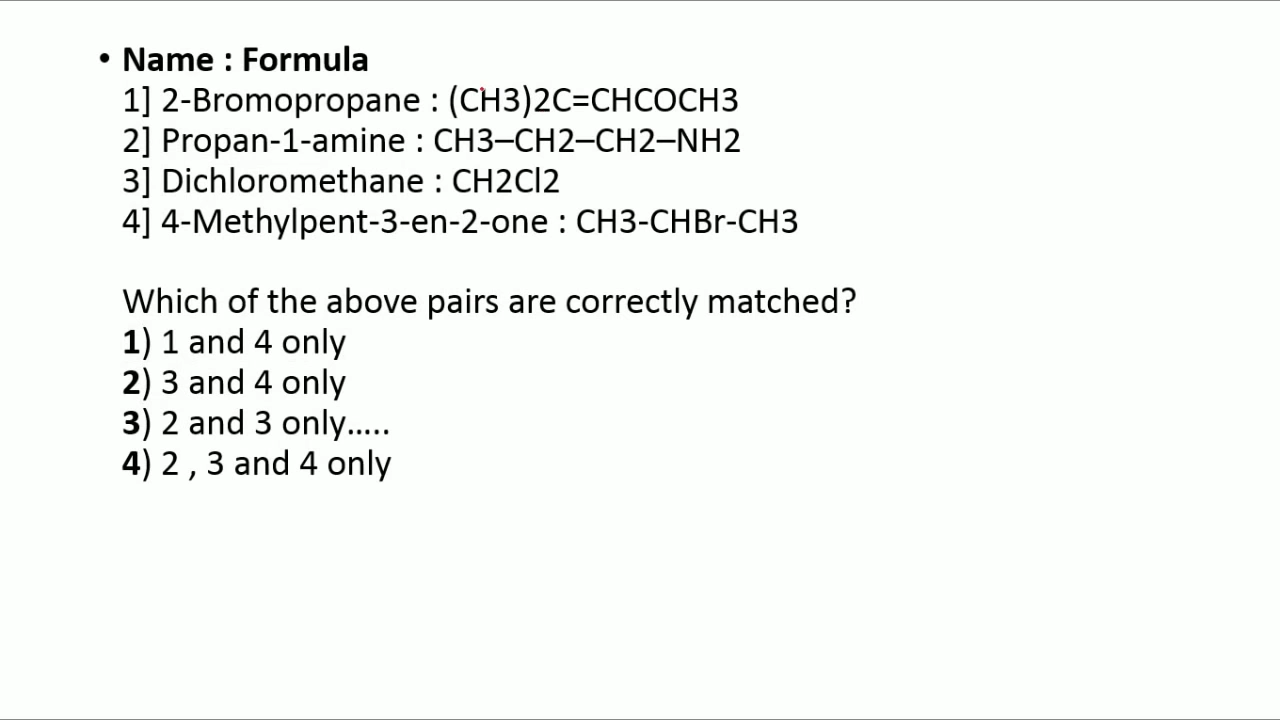 • Name : Formula
1] 2-Bromopropane : (CH3)2C=CHCOCH3
2] Propan-1-amine : CH3–CH2–CH2–NH2
3] Dichloromethane : CH2Cl2
4] 4-Methylpent-3-en-2-one : CH3-CHBr-CH3
Which of the above pairs are correctly matched?
1) 1 and 4 only
2) 3 and 4 only
3) 2 and 3 only.....
4) 2 , 3 and 4 only